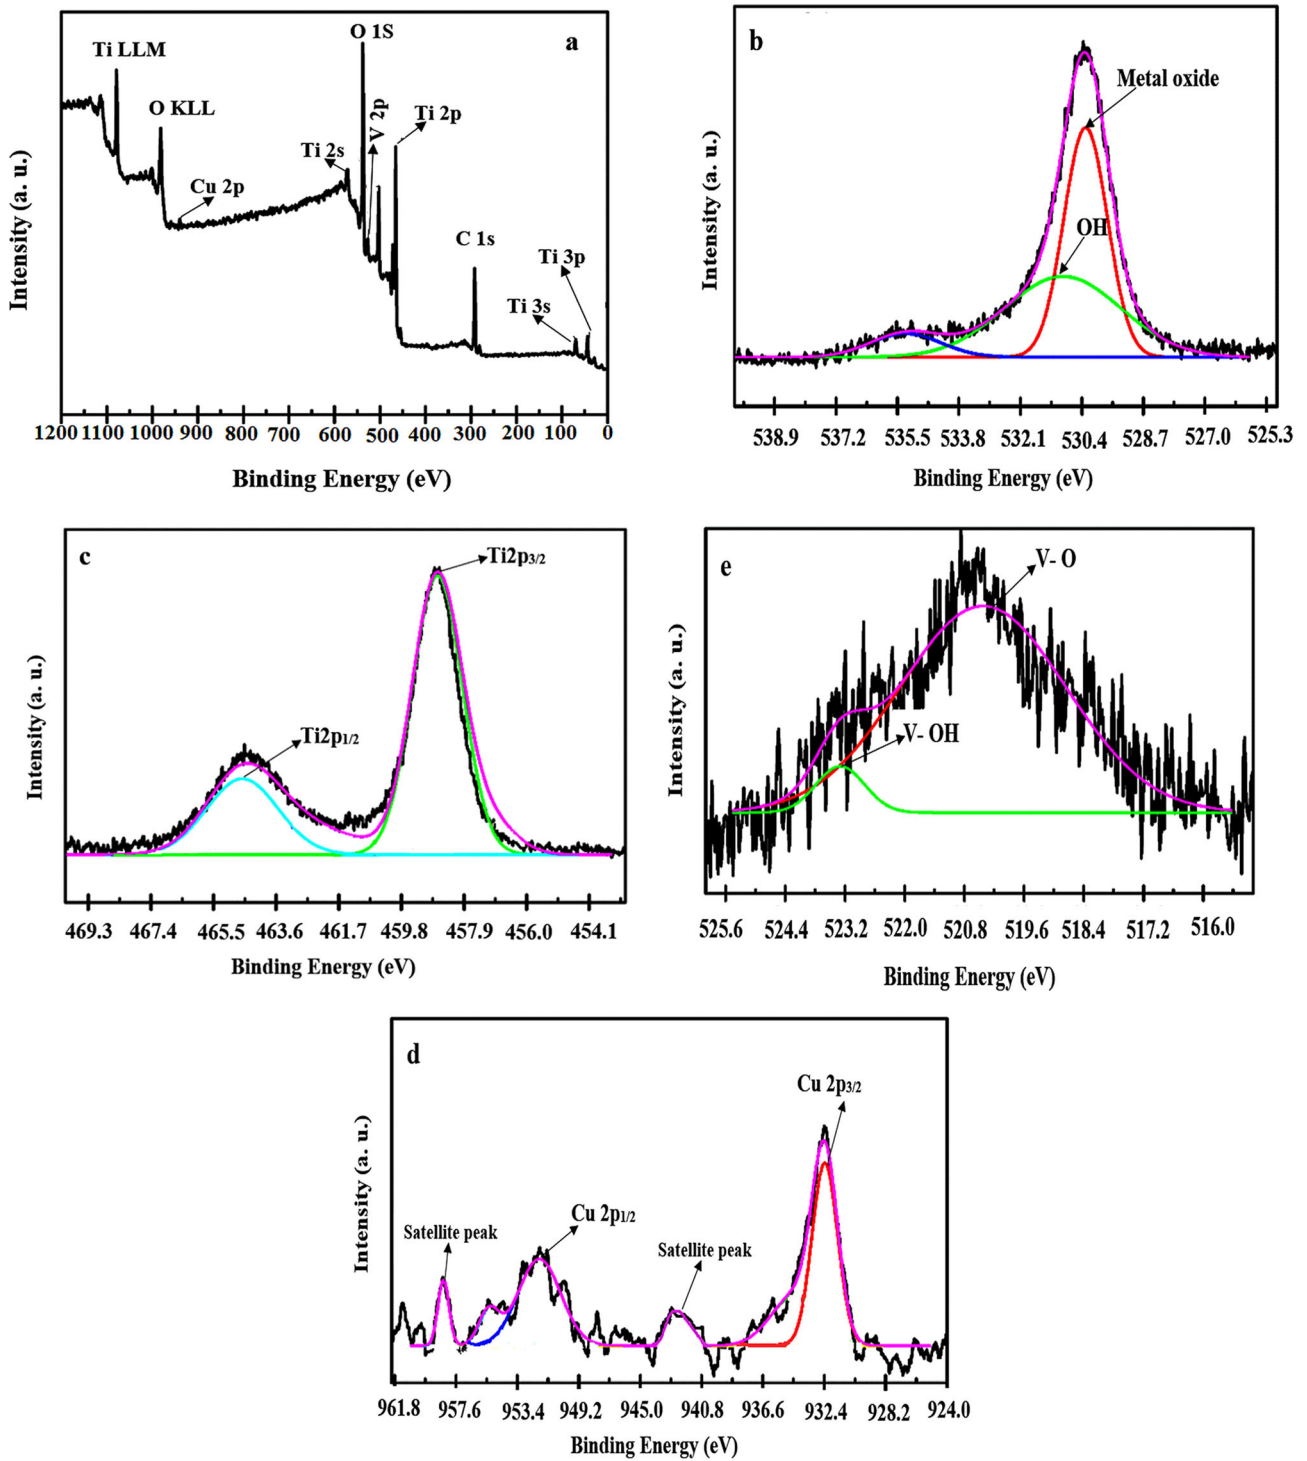 a
O 1S
Ti LLM
O KLL
V 2p
Ti 2p
Ti 2s
Cu 2p
C 1s
Ti 3p
Ti 3s
Intensity (a. u.)
1200 1100 1000 900 800 700 600 500 400 300 200 100 0
Binding Energy (eV)
b
Metal oxide
OH
Intensity (a. u.)
538.9 537.2 535.5 533.8 532.1 530.4 528.7 527.0 525.3
Binding Energy (eV)
c
Ti2p3/2
Ti2p1/2
Intensity (a. u.)
469.3 467.4 465.5 463.6 461.7 459.8 457.9 456.0 454.1
Binding Energy (eV)
e
V- O
V- OH
Intensity (a. u.)
525.6 524.4 523.2 522.0 520.8 519.6 518.4 517.2 516.0
Binding Energy (eV)
d
Cu 2p3/2
Cu 2p1/2
Satellite peak
Satellite peak
Intensity (a. u.)
961.8 957.6 953.4 949.2 945.0 940.8 936.6 932.4 928.2 924.0
Binding Energy (eV)